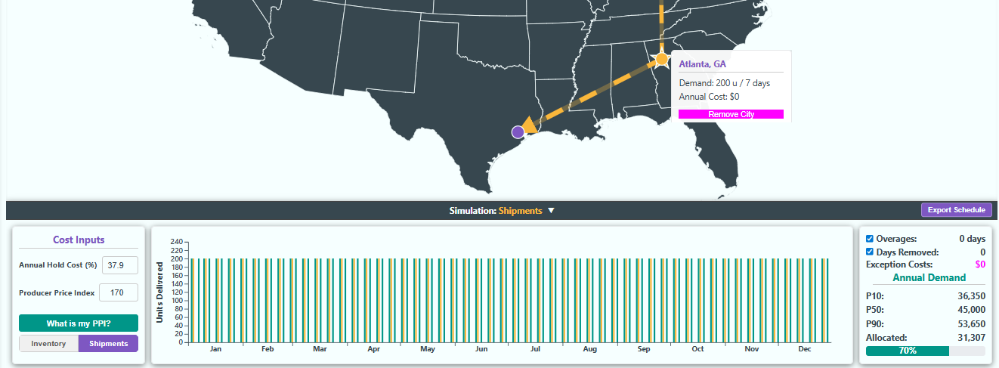 Atlanta, GA
Demand: 200 u / 7 days
Annual Cost: $0
Remove City
Simulation: Shipments ▼
Export Schedule
Cost Inputs
Annual Hold Cost (%) 37.9
Producer Price Index 170
What is my PPI?
Inventory Shipments
Units Delivered
240
220
200
180
160
140
120
100
80
60
40
20
0
Jan Feb Mar Apr May Jun Jul Aug Sep Oct Nov Dec
Overages: 0 days
Days Removed: 0
Exception Costs: $0
Annual Demand
P10: 36,350
P50: 45,000
P90: 53,650
Allocated: 31,307
70%